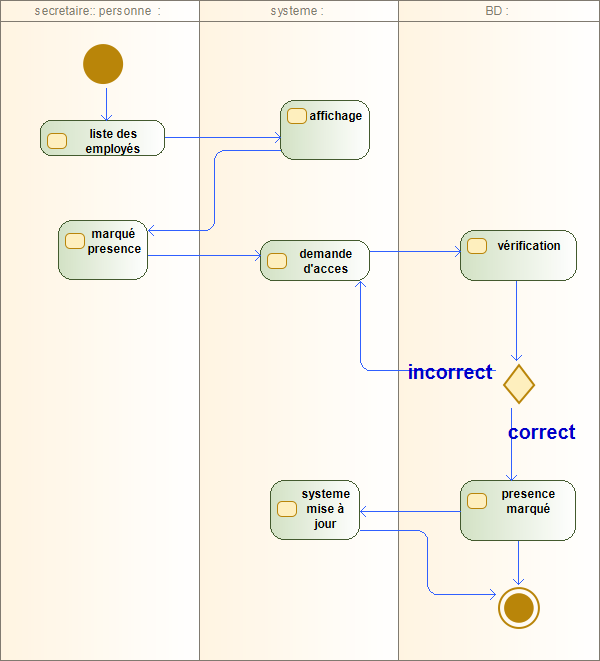 secretaire:: personne :
systeme :
BD :
liste des
employés
affichage
marqué
presence
demande
d'acces
vérification
incorrect
correct
systeme
mise à
jour
presence
marqué